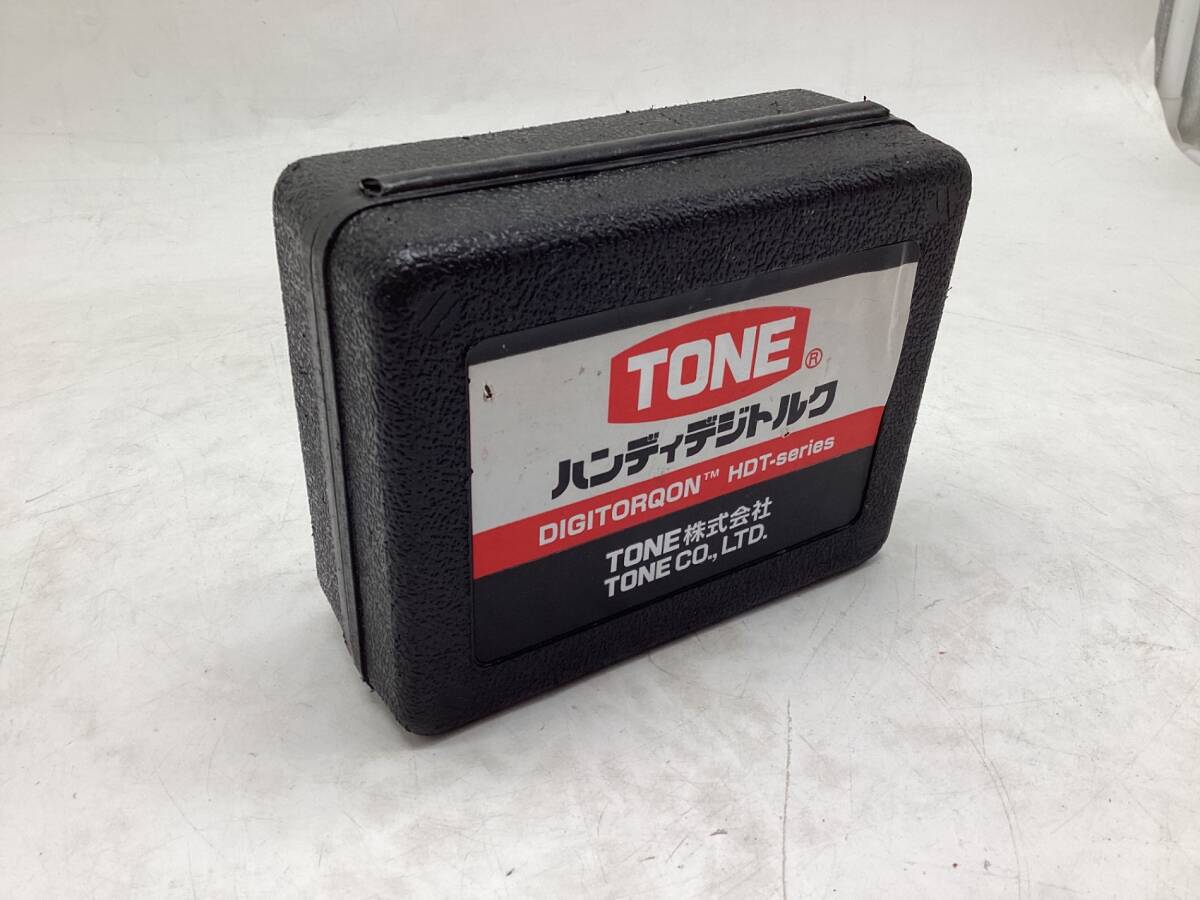 TONE®
ハンディデジトルク
DIGITORQON™ HDT-series
TONE株式会社
TONE CO., LTD.